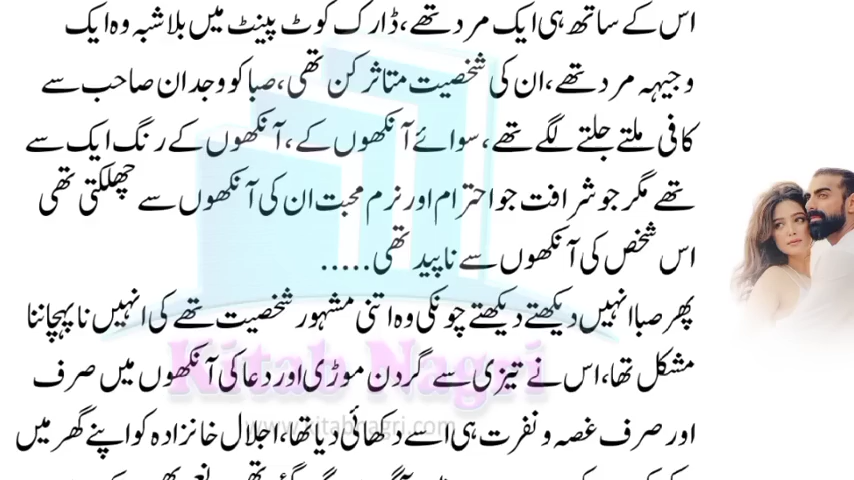 اس کے ساتھ ہی ایک مرد تھے، ڈارک کوٹ پینٹ میں بلاشبہ وہ ایک
وجیہہ مرد تھے، ان کی شخصیت متاثر کن تھی، صبا کو وجدان صاحب سے
کافی ملتے جلتے لگے تھے، سوائے آنکھوں کے، آنکھوں کے رنگ ایک سے
تھے مگر جو شرافت جو احترام اور نرم محبت ان کی آنکھوں سے چھلکتی تھی
اس شخص کی آنکھوں سے ناپید تھی.....
پھر صبا انہیں دیکھتے دیکھتے چونکی وہ اتنی مشہور شخصیت تھے کی انہیں نا پہچاننا
مشکل تھا، اس نے تیزی سے گردن موڑی اور دعا کی آنکھوں میں صرف
اور صرف غصہ و نفرت ہی اسے دکھائی دیا تھا، اجلال خانزادہ کو اپنے گھر میں
Kitab Nagri
www.kitabnagri.com